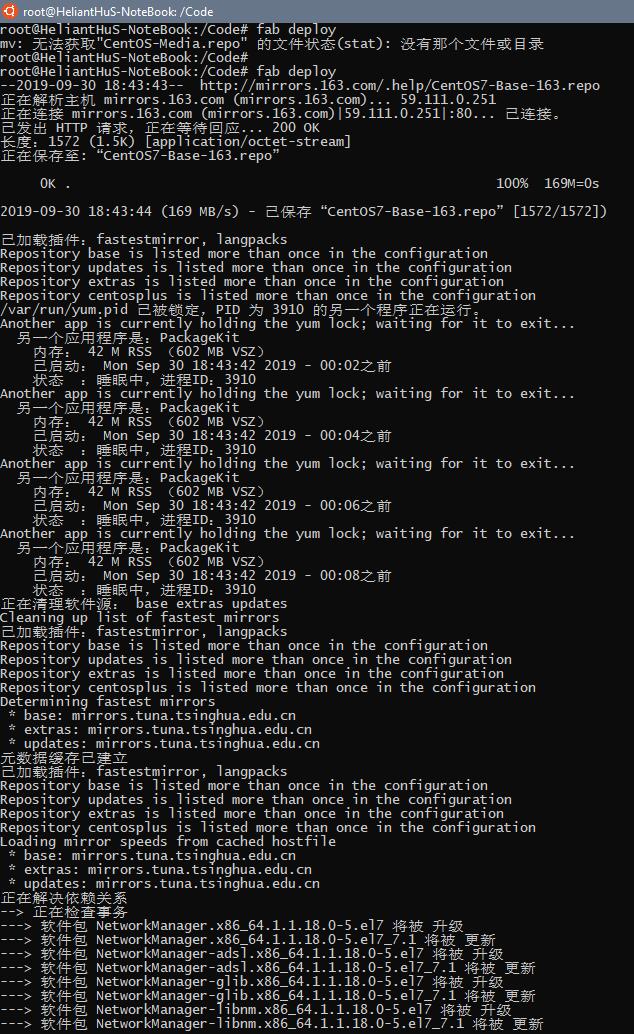 root@HeliantHuS-NoteBook: /Code
root@HeliantHuS-NoteBook:/Code# fab deploy
mv: 无法获取"CentOS-Media.repo" 的文件状态(stat): 没有那个文件或目录
root@HeliantHuS-NoteBook:/Code#
root@HeliantHuS-NoteBook:/Code# fab deploy
--2019-09-30 18:43:43--  http://mirrors.163.com/.help/CentOS7-Base-163.repo
正在解析主机 mirrors.163.com (mirrors.163.com)... 59.111.0.251
正在连接 mirrors.163.com (mirrors.163.com)|59.111.0.251|:80... 已连接。
已发出 HTTP 请求，正在等待回应... 200 OK
长度：1572 (1.5K) [application/octet-stream]
正在保存至: “CentOS7-Base-163.repo”
0K . 100% 169M=0s
2019-09-30 18:43:44 (169 MB/s) - 已保存 “CentOS7-Base-163.repo” [1572/1572])
已加载插件：fastestmirror, langpacks
Repository base is listed more than once in the configuration
Repository updates is listed more than once in the configuration
Repository extras is listed more than once in the configuration
Repository centosplus is listed more than once in the configuration
/var/run/yum.pid 已被锁定，PID 为 3910 的另一个程序正在运行。
Another app is currently holding the yum lock; waiting for it to exit...
另一个应用程序是：PackageKit
内存： 42 M RSS （602 MB VSZ）
已启动： Mon Sep 30 18:43:42 2019 - 00:02之前
状态 ：睡眠中，进程ID：3910
Another app is currently holding the yum lock; waiting for it to exit...
另一个应用程序是：PackageKit
内存： 42 M RSS （602 MB VSZ）
已启动： Mon Sep 30 18:43:42 2019 - 00:04之前
状态 ：睡眠中，进程ID：3910
Another app is currently holding the yum lock; waiting for it to exit...
另一个应用程序是：PackageKit
内存： 42 M RSS （602 MB VSZ）
已启动： Mon Sep 30 18:43:42 2019 - 00:06之前
状态 ：睡眠中，进程ID：3910
Another app is currently holding the yum lock; waiting for it to exit...
另一个应用程序是：PackageKit
内存： 42 M RSS （602 MB VSZ）
已启动： Mon Sep 30 18:43:42 2019 - 00:08之前
状态 ：睡眠中，进程ID：3910
正在清理软件源： base extras updates
Cleaning up list of fastest mirrors
已加载插件：fastestmirror, langpacks
Repository base is listed more than once in the configuration
Repository updates is listed more than once in the configuration
Repository extras is listed more than once in the configuration
Repository centosplus is listed more than once in the configuration
Determining fastest mirrors
* base: mirrors.tuna.tsinghua.edu.cn
* extras: mirrors.tuna.tsinghua.edu.cn
* updates: mirrors.tuna.tsinghua.edu.cn
元数据缓存已建立
已加载插件：fastestmirror, langpacks
Repository base is listed more than once in the configuration
Repository updates is listed more than once in the configuration
Repository extras is listed more than once in the configuration
Repository centosplus is listed more than once in the configuration
Loading mirror speeds from cached hostfile
* base: mirrors.tuna.tsinghua.edu.cn
* extras: mirrors.tuna.tsinghua.edu.cn
* updates: mirrors.tuna.tsinghua.edu.cn
正在解决依赖关系
--> 正在检查事务
---> 软件包 NetworkManager.x86_64.1.1.18.0-5.el7 将被 升级
---> 软件包 NetworkManager.x86_64.1.1.18.0-5.el7_7.1 将被 更新
---> 软件包 NetworkManager-adsl.x86_64.1.1.18.0-5.el7 将被 升级
---> 软件包 NetworkManager-adsl.x86_64.1.1.18.0-5.el7_7.1 将被 更新
---> 软件包 NetworkManager-glib.x86_64.1.1.18.0-5.el7 将被 升级
---> 软件包 NetworkManager-glib.x86_64.1.1.18.0-5.el7_7.1 将被 更新
---> 软件包 NetworkManager-libnm.x86_64.1.1.18.0-5.el7 将被 升级
---> 软件包 NetworkManager-libnm.x86_64.1.1.18.0-5.el7_7.1 将被 更新